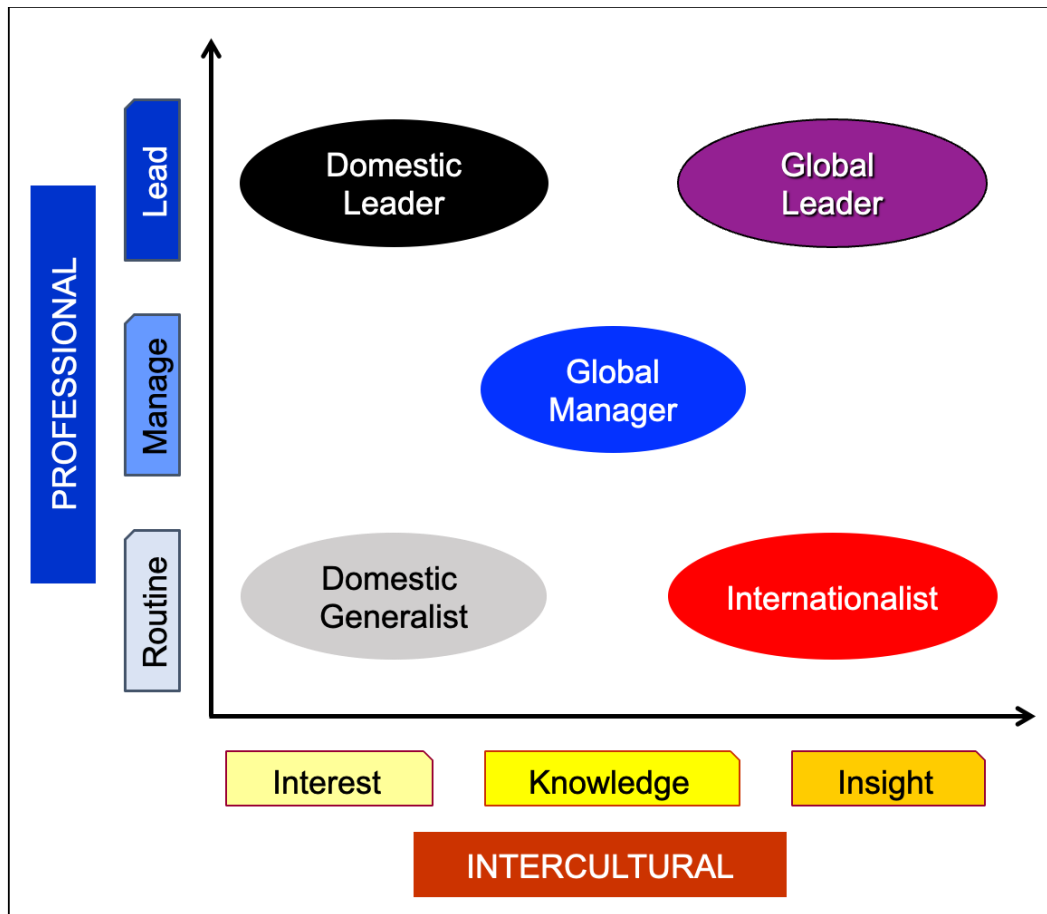 PROFESSIONAL
Lead
Manage
Routine
Domestic
Leader
Global
Leader
Global
Manager
Domestic
Generalist
Internationalist
Interest
Knowledge
Insight
INTERCULTURAL